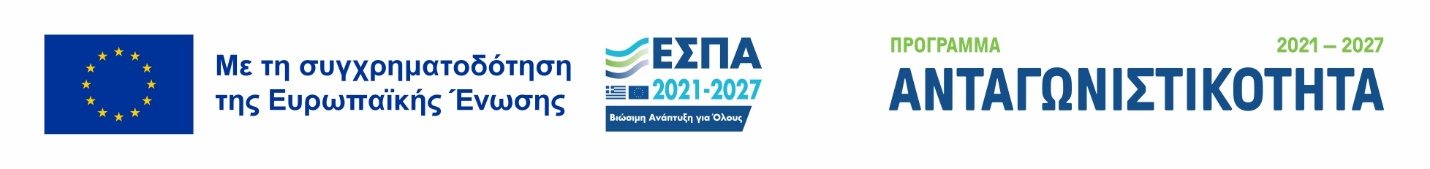 Με τη συγχρηματοδότηση
της Ευρωπαϊκής Ένωσης
ΕΣΠΑ
2021-2027
Βιώσιμη Ανάπτυξη για Όλους
ΠΡΟΓΡΑΜΜΑ 2021 – 2027
ΑΝΤΑΓΩΝΙΣΤΙΚΟΤΗΤΑ